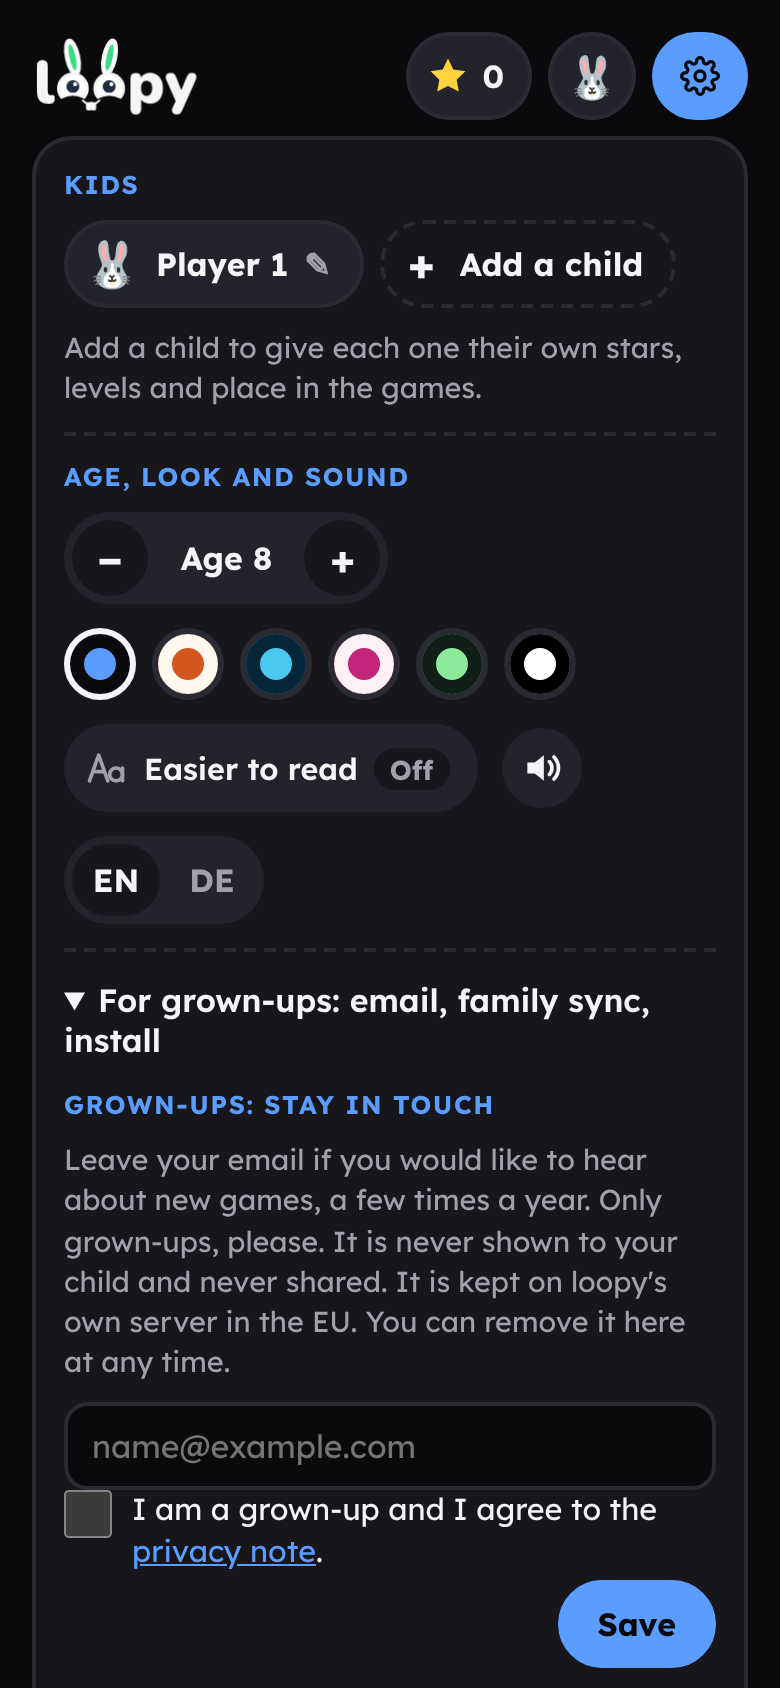 loopy
0
KIDS
Player 1
+ Add a child
Add a child to give each one their own stars,
levels and place in the games.
AGE, LOOK AND SOUND
− Age 8 +
Aa Easier to read Off
EN DE
▼ For grown-ups: email, family sync,
install
GROWN-UPS: STAY IN TOUCH
Leave your email if you would like to hear
about new games, a few times a year. Only
grown-ups, please. It is never shown to your
child and never shared. It is kept on loopy's
own server in the EU. You can remove it here
at any time.
name@example.com
I am a grown-up and I agree to the
privacy note.
Save